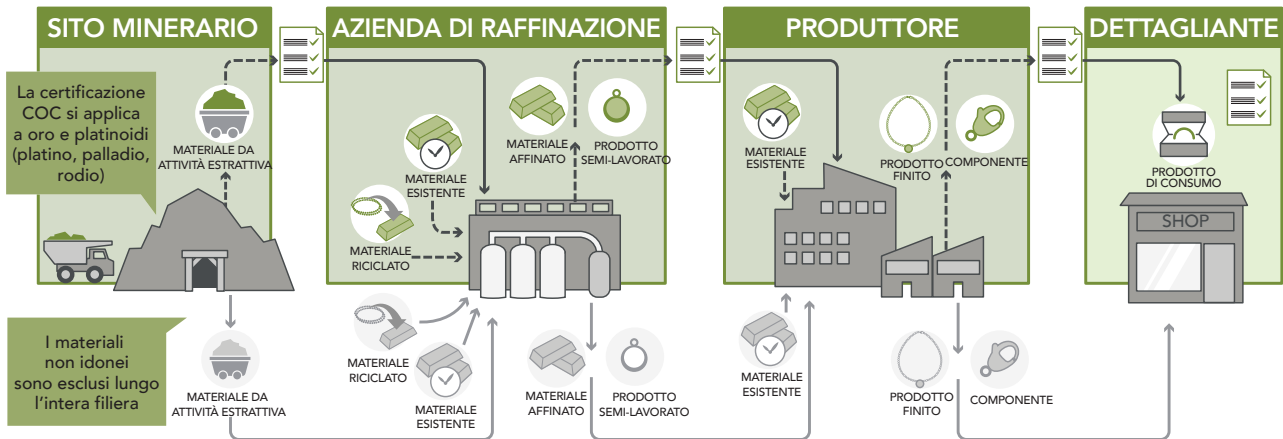 SITO MINERARIO
AZIENDA DI RAFFINAZIONE
PRODUTTORE
DETTAGLIANTE
La certificazione
COC si applica
a oro e platinoidi
(platino, palladio,
rodio)
MATERIALE DA
ATTIVITÀ ESTRATTIVA
MATERIALE
ESISTENTE
MATERIALE
RICICLATO
MATERIALE
AFFINATO
PRODOTTO
SEMI-LAVORATO
MATERIALE
ESISTENTE
PRODOTTO
FINITO
COMPONENTE
PRODOTTO
DI CONSUMO
SHOP
I materiali
non idonei
sono esclusi lungo
l’intera filiera
MATERIALE DA
ATTIVITÀ ESTRATTIVA
MATERIALE
RICICLATO
MATERIALE
ESISTENTE
MATERIALE
AFFINATO
PRODOTTO
SEMI-LAVORATO
MATERIALE
ESISTENTE
PRODOTTO
FINITO
COMPONENTE